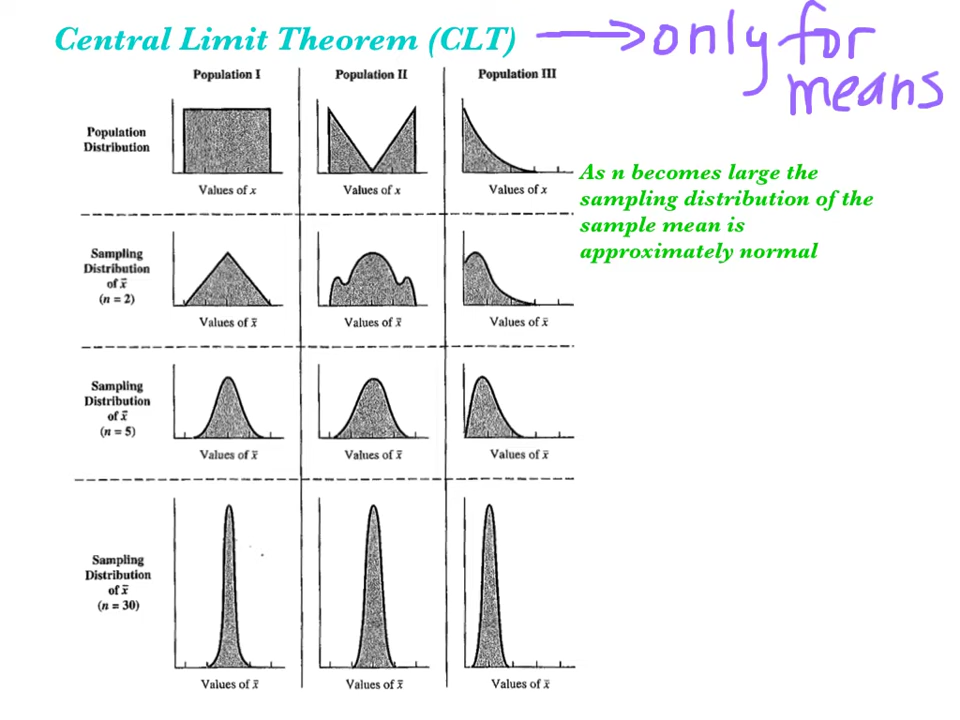 Central Limit Theorem (CLT)
only for
means
Population I
Population II
Population III
Population
Distribution
Values of x
Values of x
Values of x
As n becomes large the
sampling distribution of the
sample mean is
approximately normal
Sampling
Distribution
of x̄
(n = 2)
Values of x̄
Values of x̄
Values of x̄
Sampling
Distribution
of x̄
(n = 5)
Values of x̄
Values of x̄
Values of x̄
Sampling
Distribution
of x̄
(n = 30)
Values of x̄
Values of x̄
Values of x̄